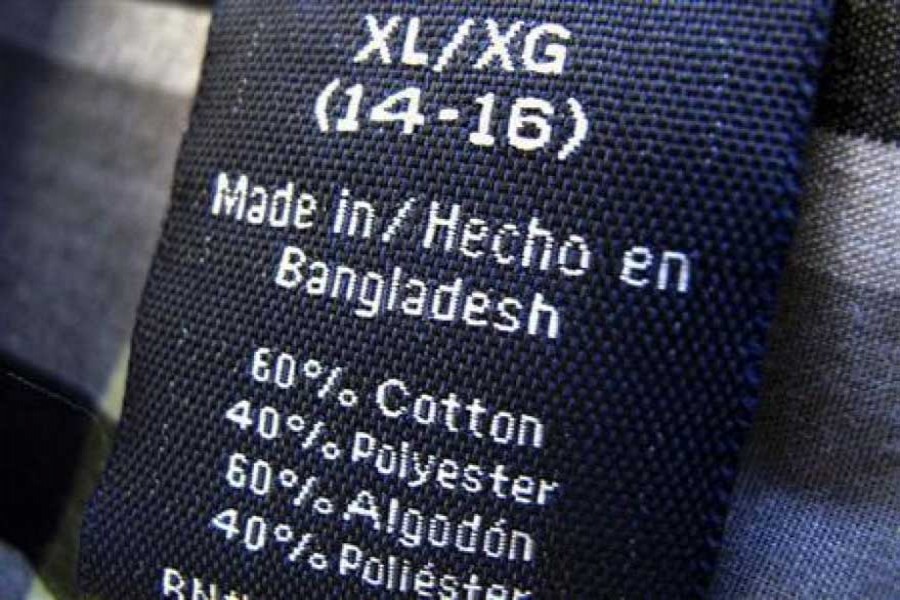 XL/XG
(14-16)
Made in/Hecho en
Bangladesh
60% Cotton
40% Polyester
60% Algodón
40% Poliéster